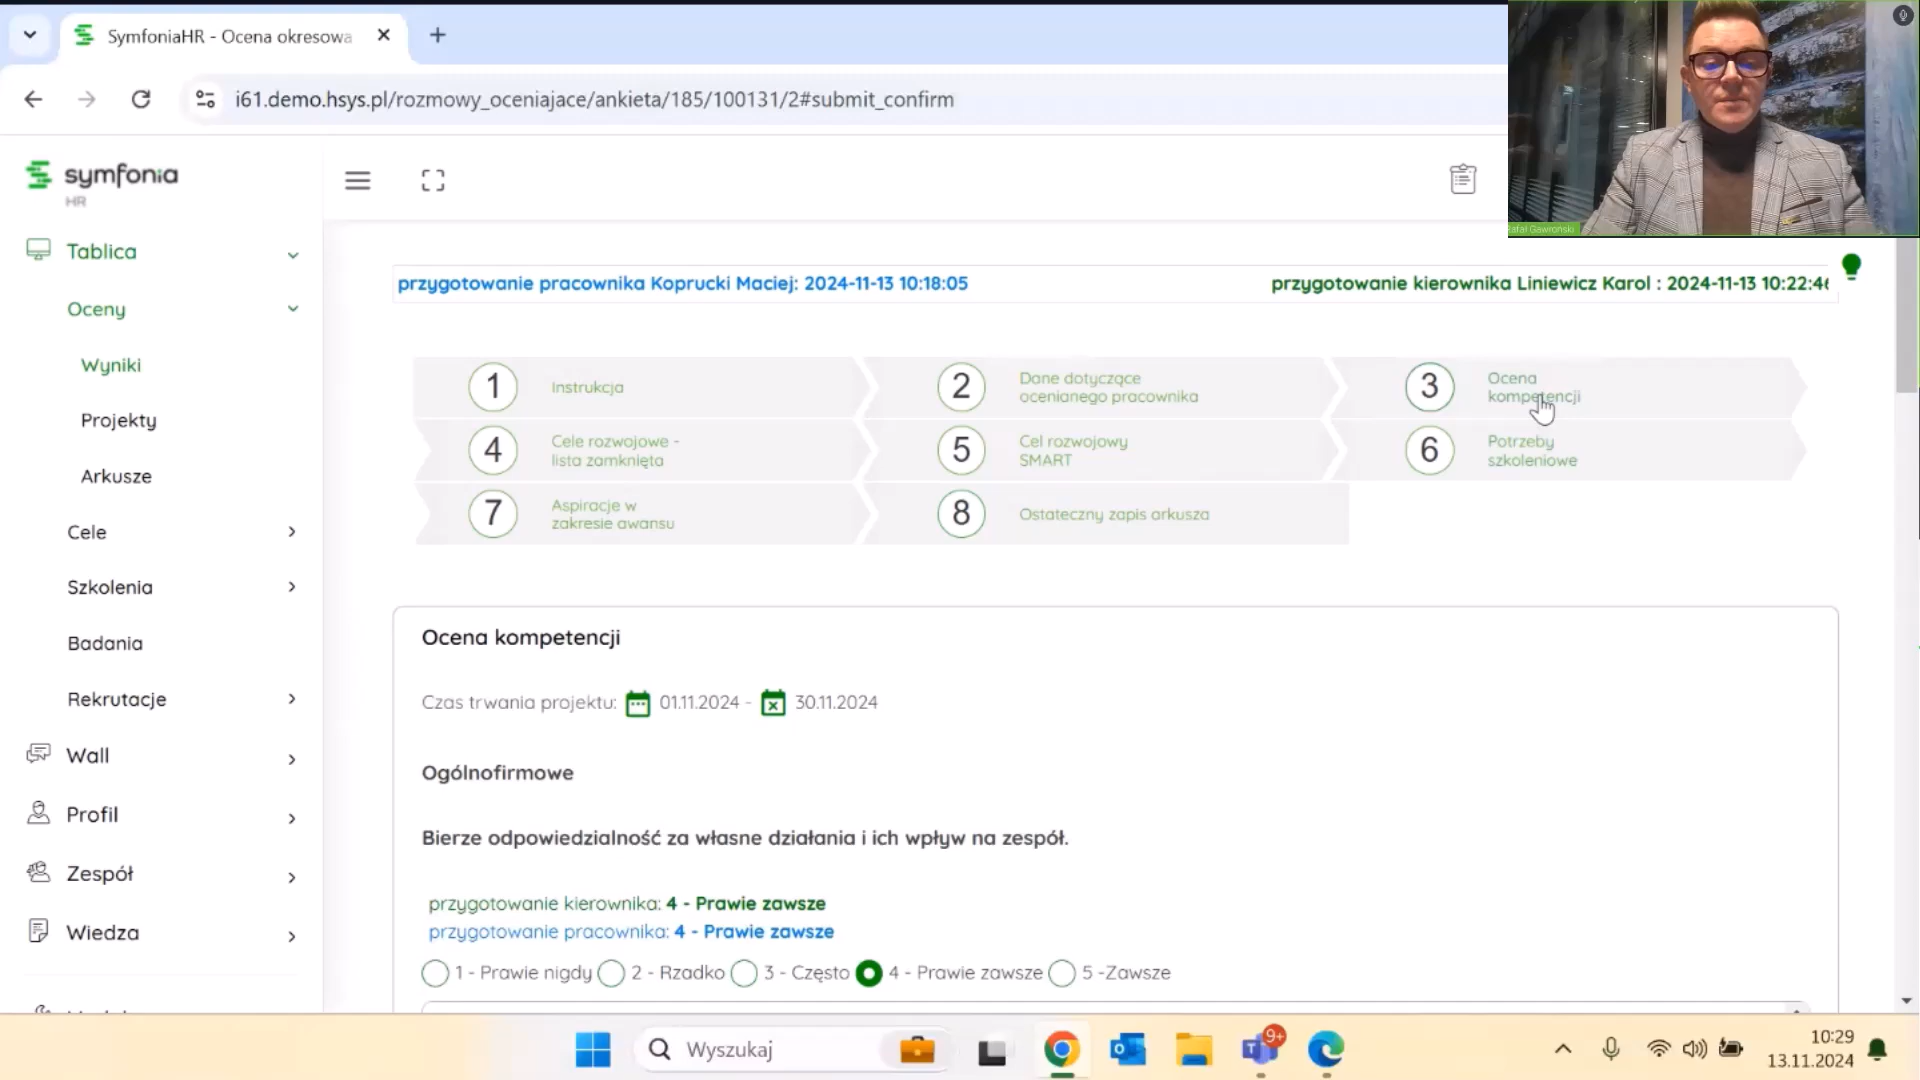 SymfoniaHR - Ocena okresowa
i61.demo.hsys.pl/rozmowy_oceniajace/ankieta/185/100131/2#submit_confirm
symfonia
HR
Tablica
Oceny
Wyniki
Projekty
Arkusze
Cele
Szkolenia
Badania
Rekrutacje
Wall
Profil
Zespół
Wiedza
przygotowanie pracownika Koprucki Maciej: 2024-11-13 10:18:05
przygotowanie kierownika Liniewicz Karol : 2024-11-13 10:22:46
1
Instrukcja
2
Dane dotyczące
ocenianego pracownika
3
Ocena
kompetencji
4
Cele rozwojowe -
lista zamknięta
5
Cel rozwojowy
SMART
6
Potrzeby
szkoleniowe
7
Aspiracje w
zakresie awansu
8
Ostateczny zapis arkusza
Ocena kompetencji
Czas trwania projektu: 01.11.2024 - 30.11.2024
Ogólnofirmowe
Bierze odpowiedzialność za własne działania i ich wpływ na zespół.
przygotowanie kierownika: 4 - Prawie zawsze
przygotowanie pracownika: 4 - Prawie zawsze
1 - Prawie nigdy 2 - Rzadko 3 - Często 4 - Prawie zawsze 5 -Zawsze
Wyszukaj
9+
10:29
13.11.2024